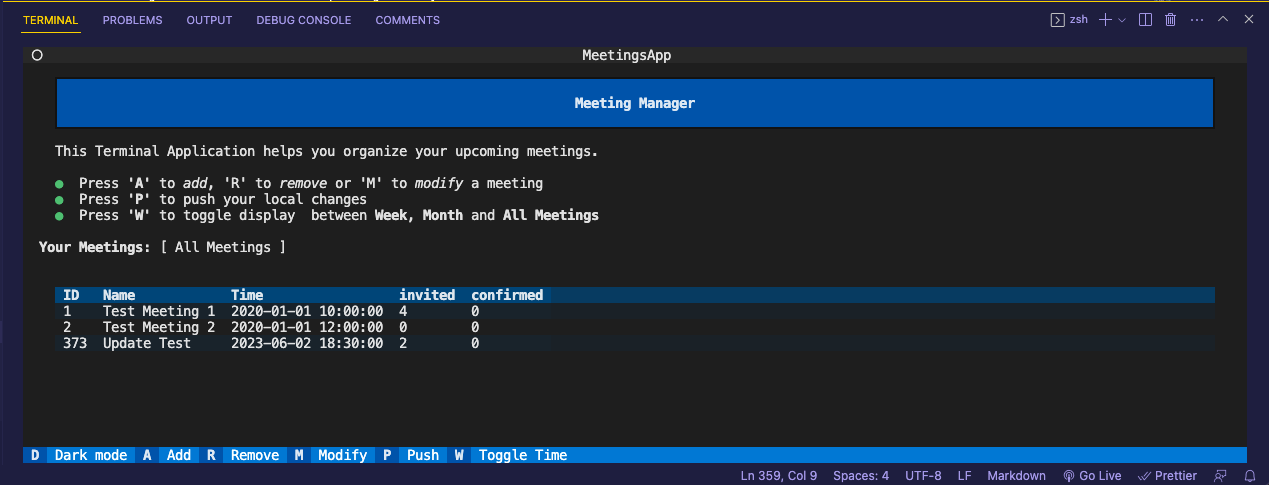 TERMINAL PROBLEMS OUTPUT DEBUG CONSOLE COMMENTS zsh
MeetingsApp
Meeting Manager
This Terminal Application helps you organize your upcoming meetings.
● Press 'A' to add, 'R' to remove or 'M' to modify a meeting
● Press 'P' to push your local changes
● Press 'W' to toggle display  between Week, Month and All Meetings
Your Meetings: [ All Meetings ]
ID Name Time invited confirmed
1 Test Meeting 1 2020-01-01 10:00:00 4 0
2 Test Meeting 2 2020-01-01 12:00:00 0 0
373 Update Test 2023-06-02 18:30:00 2 0
D Dark mode A Add R Remove M Modify P Push W Toggle Time
Ln 359, Col 9 Spaces: 4 UTF-8 LF Markdown Go Live Prettier